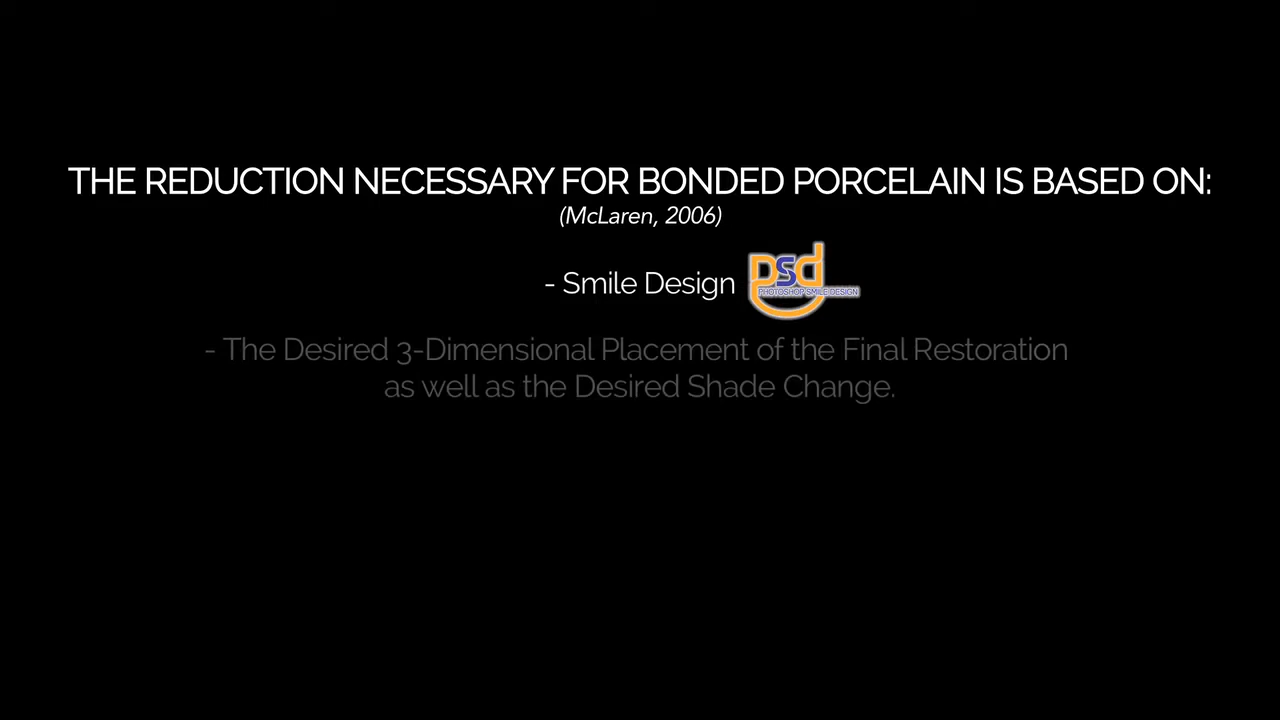 THE REDUCTION NECESSARY FOR BONDED PORCELAIN IS BASED ON:
(McLaren, 2006)
- Smile Design psd
PHOTOSHOP SMILE DESIGN
- The Desired 3-Dimensional Placement of the Final Restoration
as well as the Desired Shade Change.